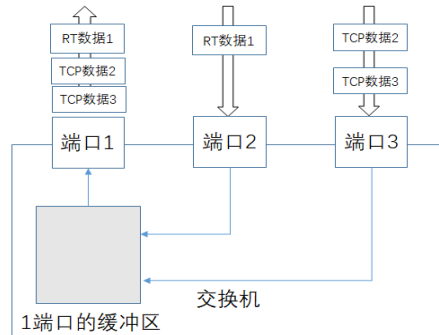 RT数据1
TCP数据2
TCP数据3
RT数据1
TCP数据2
TCP数据3
端口1
端口2
端口3
交换机
1端口的缓冲区